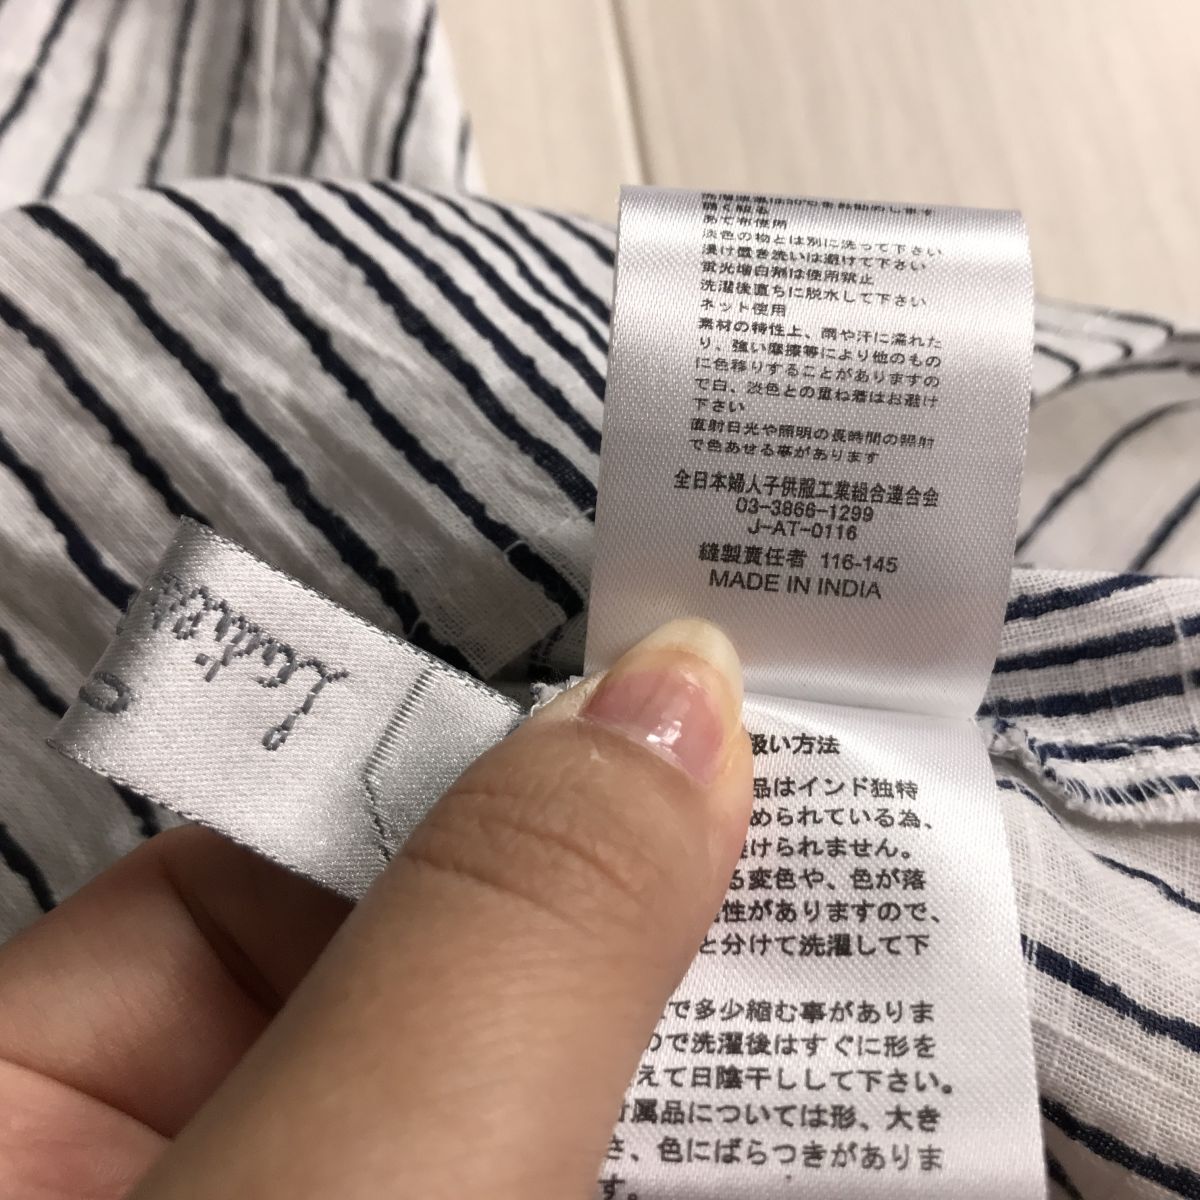 弱く絞る
あて布使用
淡色の物とは別に洗って下さい
浸け置き洗いは避けて下さい
蛍光増白剤は使用禁止
洗濯後直ちに脱水して下さい
ネット使用
素材の特性上、雨や汗に濡れた
り、強い摩擦等により他のもの
に色移りすることがありますの
で白、淡色との重ね着はお避け
下さい
直射日光や照明の長時間の照射
で色あせる事があります
全日本婦人子供服工業組合連合会
03-3866-1299
J-AT-0116
縫製責任者 116-145
MADE IN INDIA
扱い方法
品はインド独特
められている為、
けられません。
る変色や、色が落
性がありますので、
と分けて洗濯して下
で多少縮む事がありま
ので洗濯後はすぐに形を
えて日陰干しして下さい。
属品については形、大き
さ、色にばらつきがありま
す。